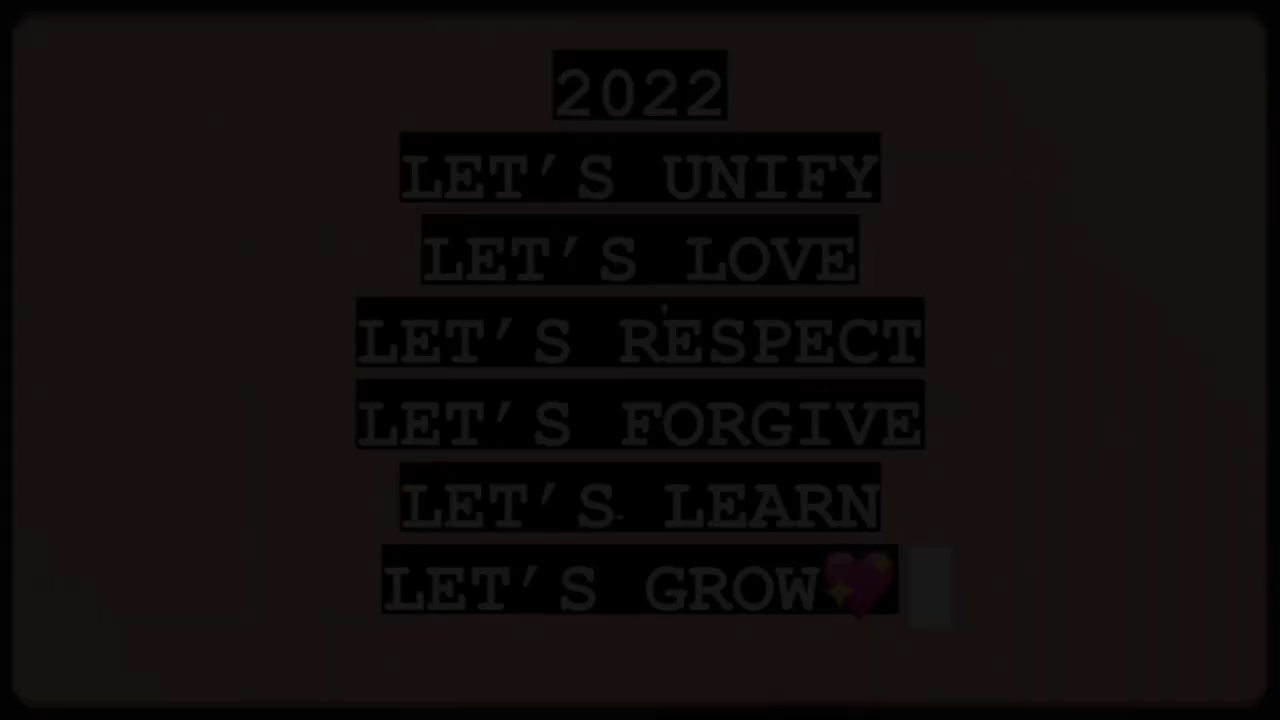 2022
LET'S UNIFY
LET'S LOVE
LET'S RESPECT
LET'S FORGIVE
LET'S LEARN
LET'S GROW💖